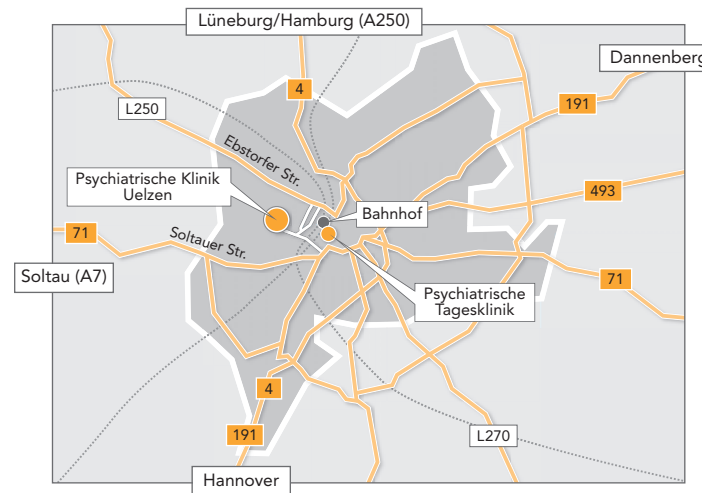 Lüneburg/Hamburg (A250)
Dannenberg
4
191
L250
Ebstorfer Str.
Psychiatrische Klinik
Uelzen
493
Bahnhof
71
Soltauer Str.
Soltau (A7)
71
Psychiatrische
Tagesklinik
4
191
L270
Hannover